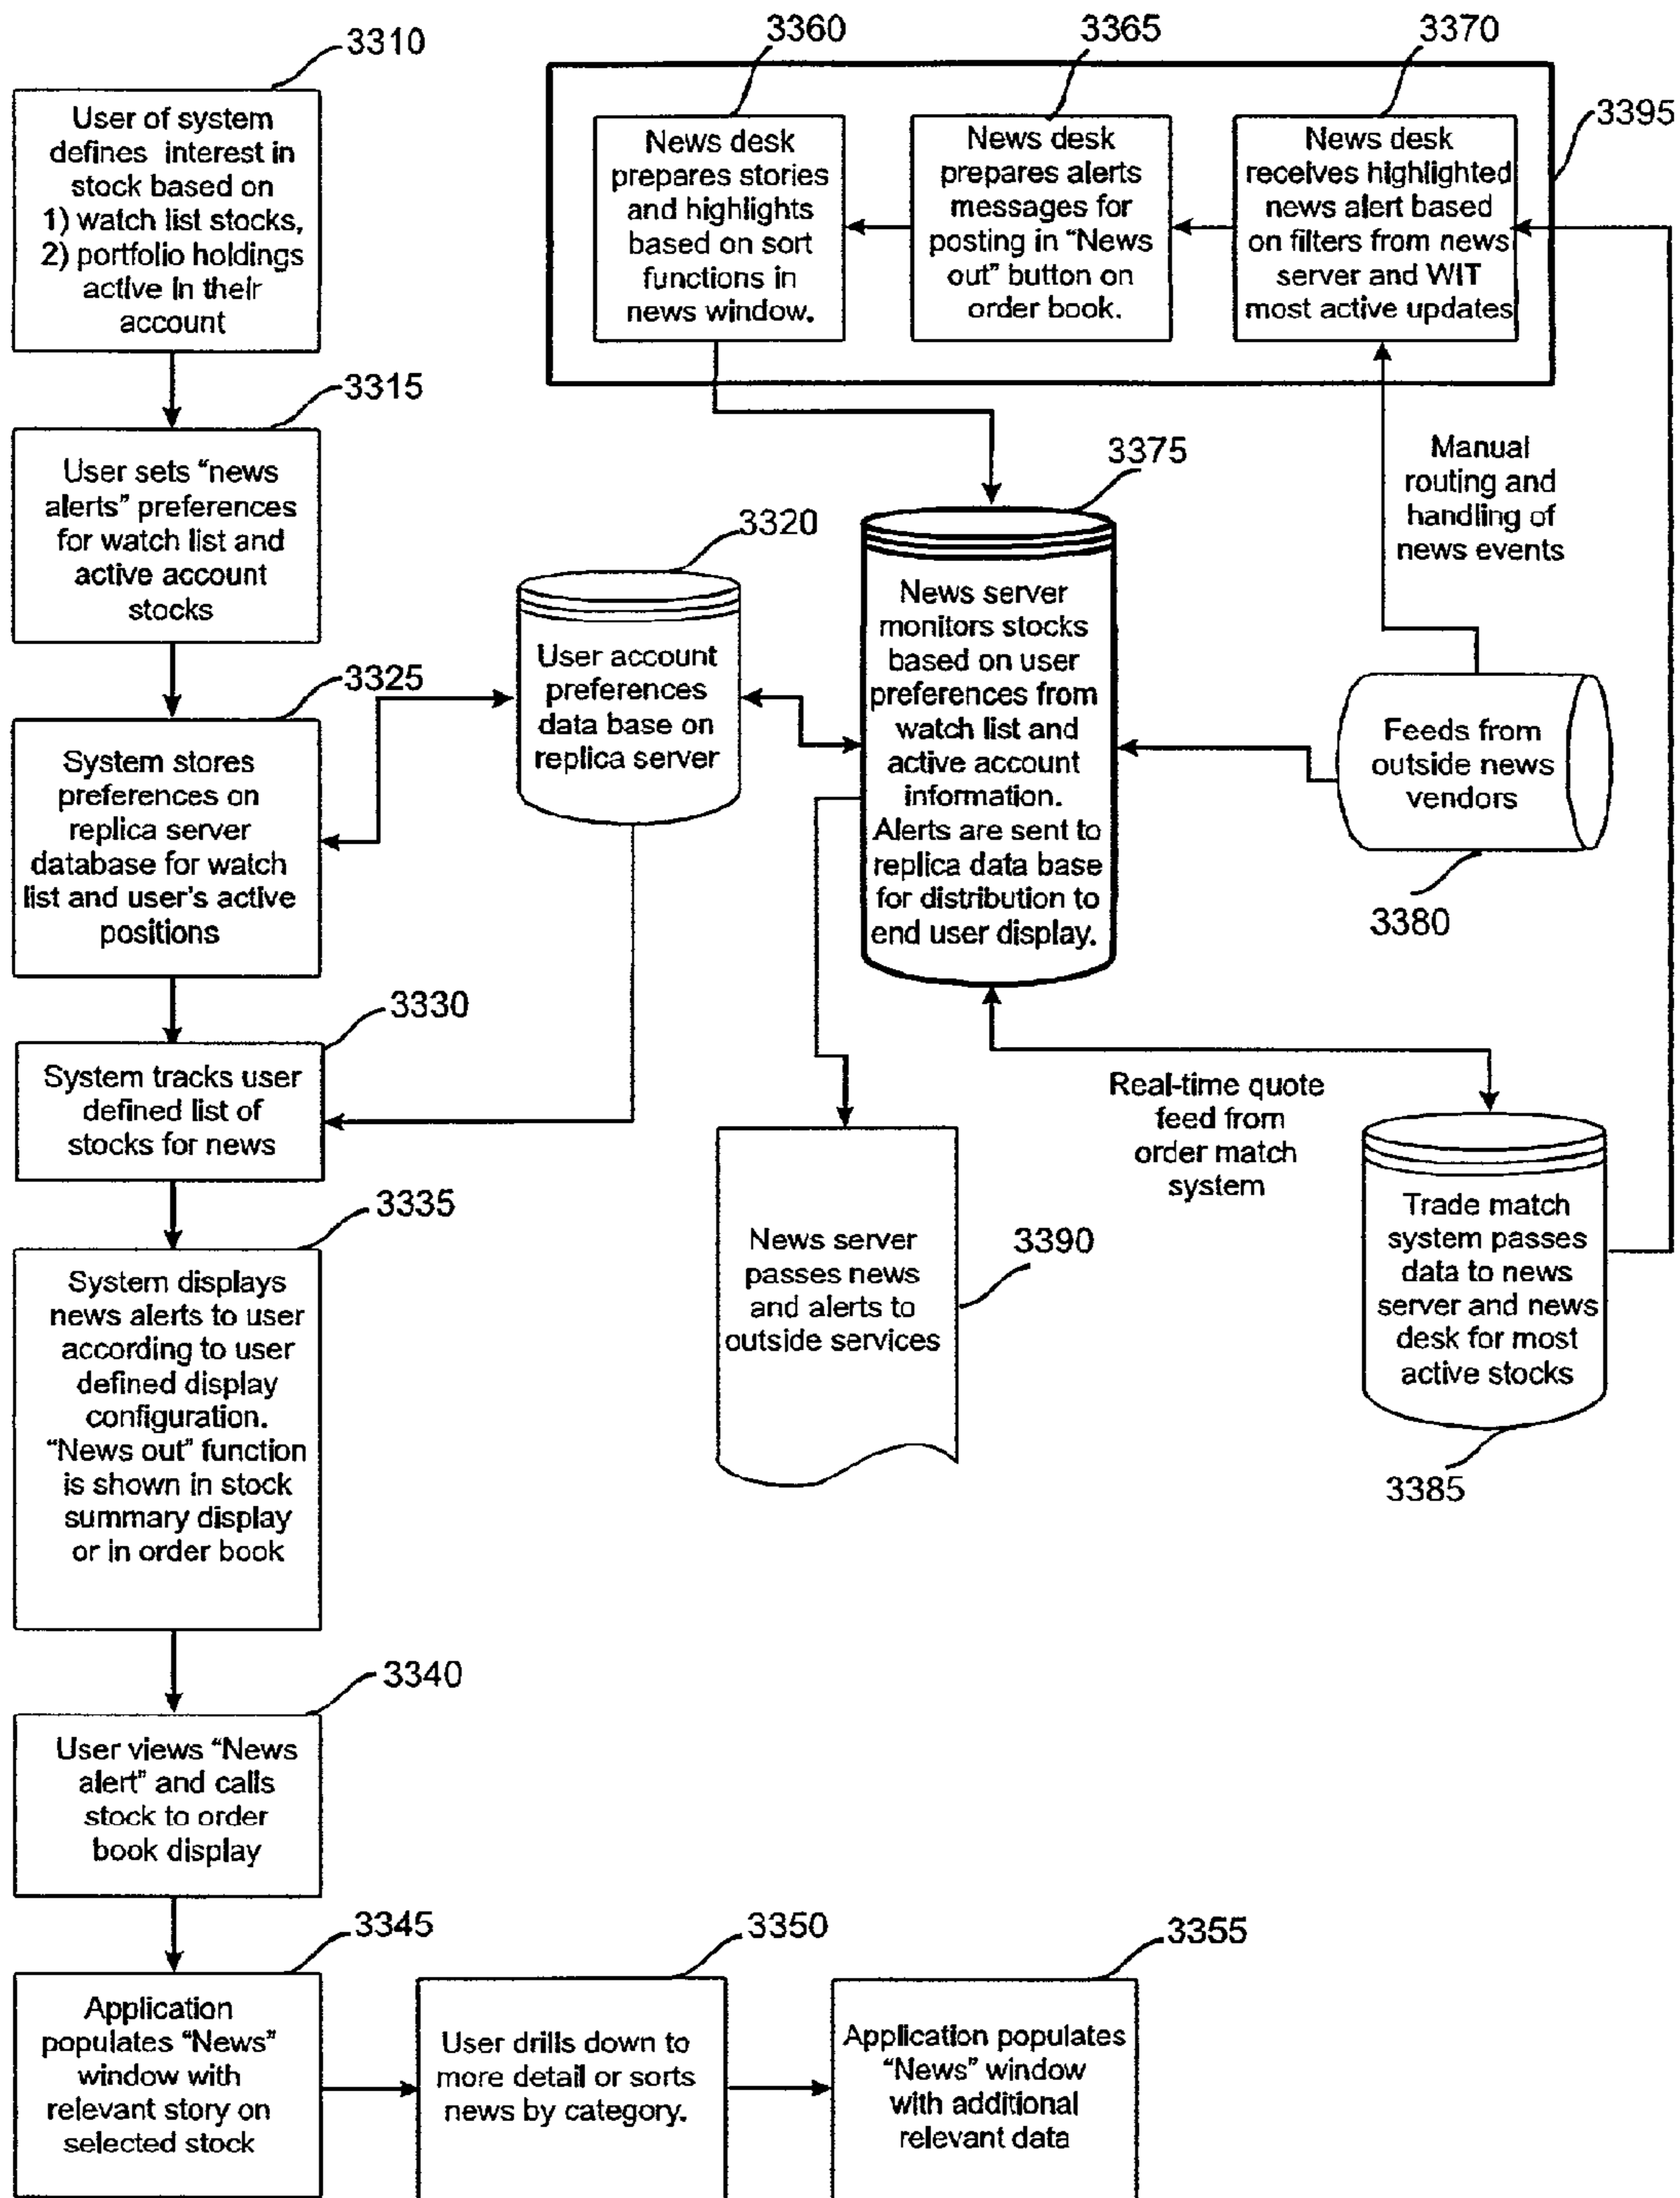 3310
User of system
defines interest in
stock based on
1) watch list stocks,
2) portfolio holdings
active in their
account
3315
User sets “news
alerts” preferences
for watch list and
active account
stocks
3325
System stores
preferences on
replica server
database for watch
list and user's active
positions
3330
System tracks user
defined list of
stocks for news
3335
System displays
news alerts to user
according to user
defined display
configuration.
“News out” function
is shown in stock
summary display
or in order book
3340
User views “News
alert” and calls
stock to order
book display
3345
Application
populates “News”
window with
relevant story on
selected stock
3350
User drills down to
more detail or sorts
news by category.
3355
Application populates
“News” window
with additional
relevant data
3320
User account
preferences
data base on
replica server
3360
News desk
prepares stories
and highlights
based on sort
functions in
news window.
3365
News desk
prepares alerts
messages for
posting in “News
out” button on
order book.
3370
News desk
receives highlighted
news alert based
on filters from news
server and WIT
most active updates
3395
3375
News server
monitors stocks
based on user
preferences from
watch list and
active account
information.
Alerts are sent to
replica data base
for distribution to
end user display.
Manual
routing and
handling of
news events
Feeds from
outside news
vendors
3380
Real-time quote
feed from
order match
system
Trade match
system passes
data to news
server and news
desk for most
active stocks
3385
News server
passes news
and alerts to
outside services
3390